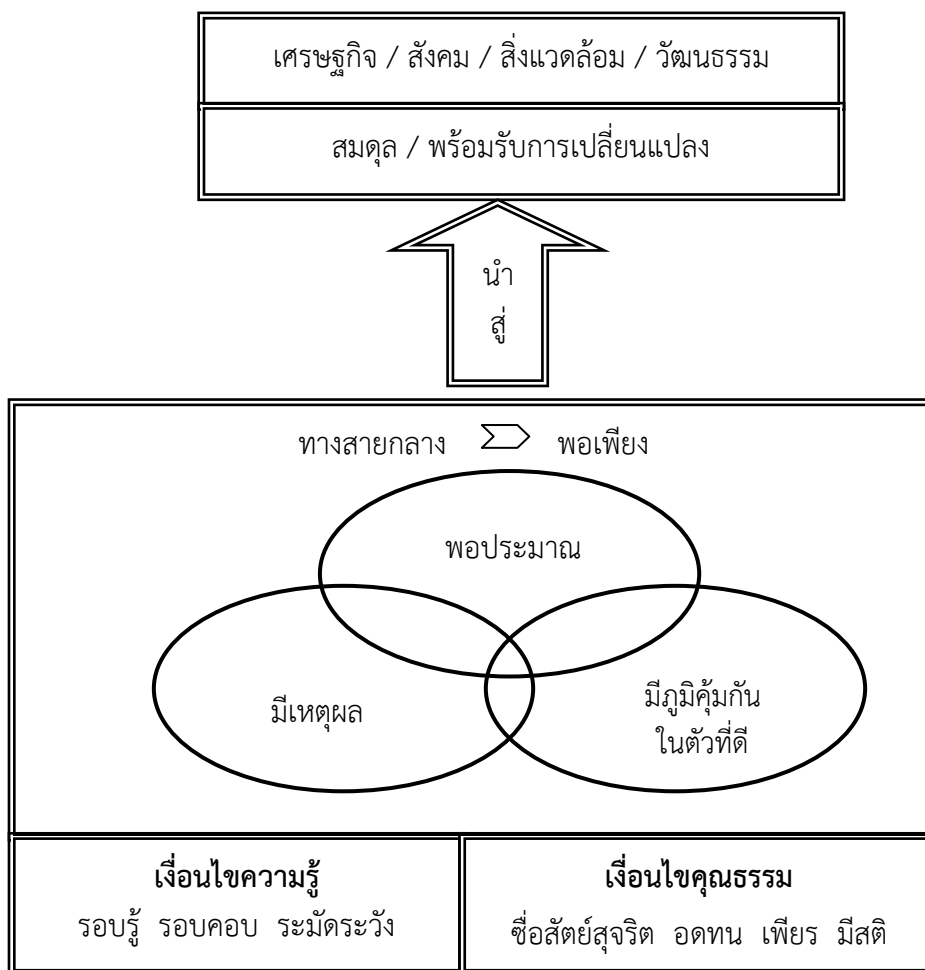 เศรษฐกิจ / สังคม / สิ่งแวดล้อม / วัฒนธรรม
สมดุล / พร้อมรับการเปลี่ยนแปลง
นำ
สู่
ทางสายกลาง พอเพียง
พอประมาณ
มีเหตุผล
มีภูมิคุ้มกัน
ในตัวที่ดี
เงื่อนไขความรู้
รอบรู้ รอบคอบ ระมัดระวัง
เงื่อนไขคุณธรรม
ซื่อสัตย์สุจริต อดทน เพียร มีสติ